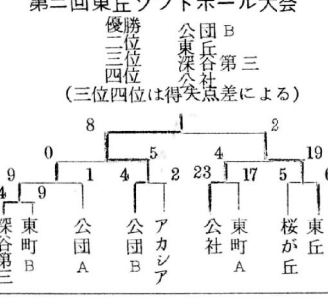 第三回東丘ソフトボール大会
優勝 公団B
二位 東丘
三位 深谷第三
四位 公社
(三位四位は得失点差による)
8 2
0 5 4 19
9 1 4 2 23 17 5 6
4 9
深谷第三
東町B
公団A
公団B
アカシア
公社
東町A
桜が丘
東丘